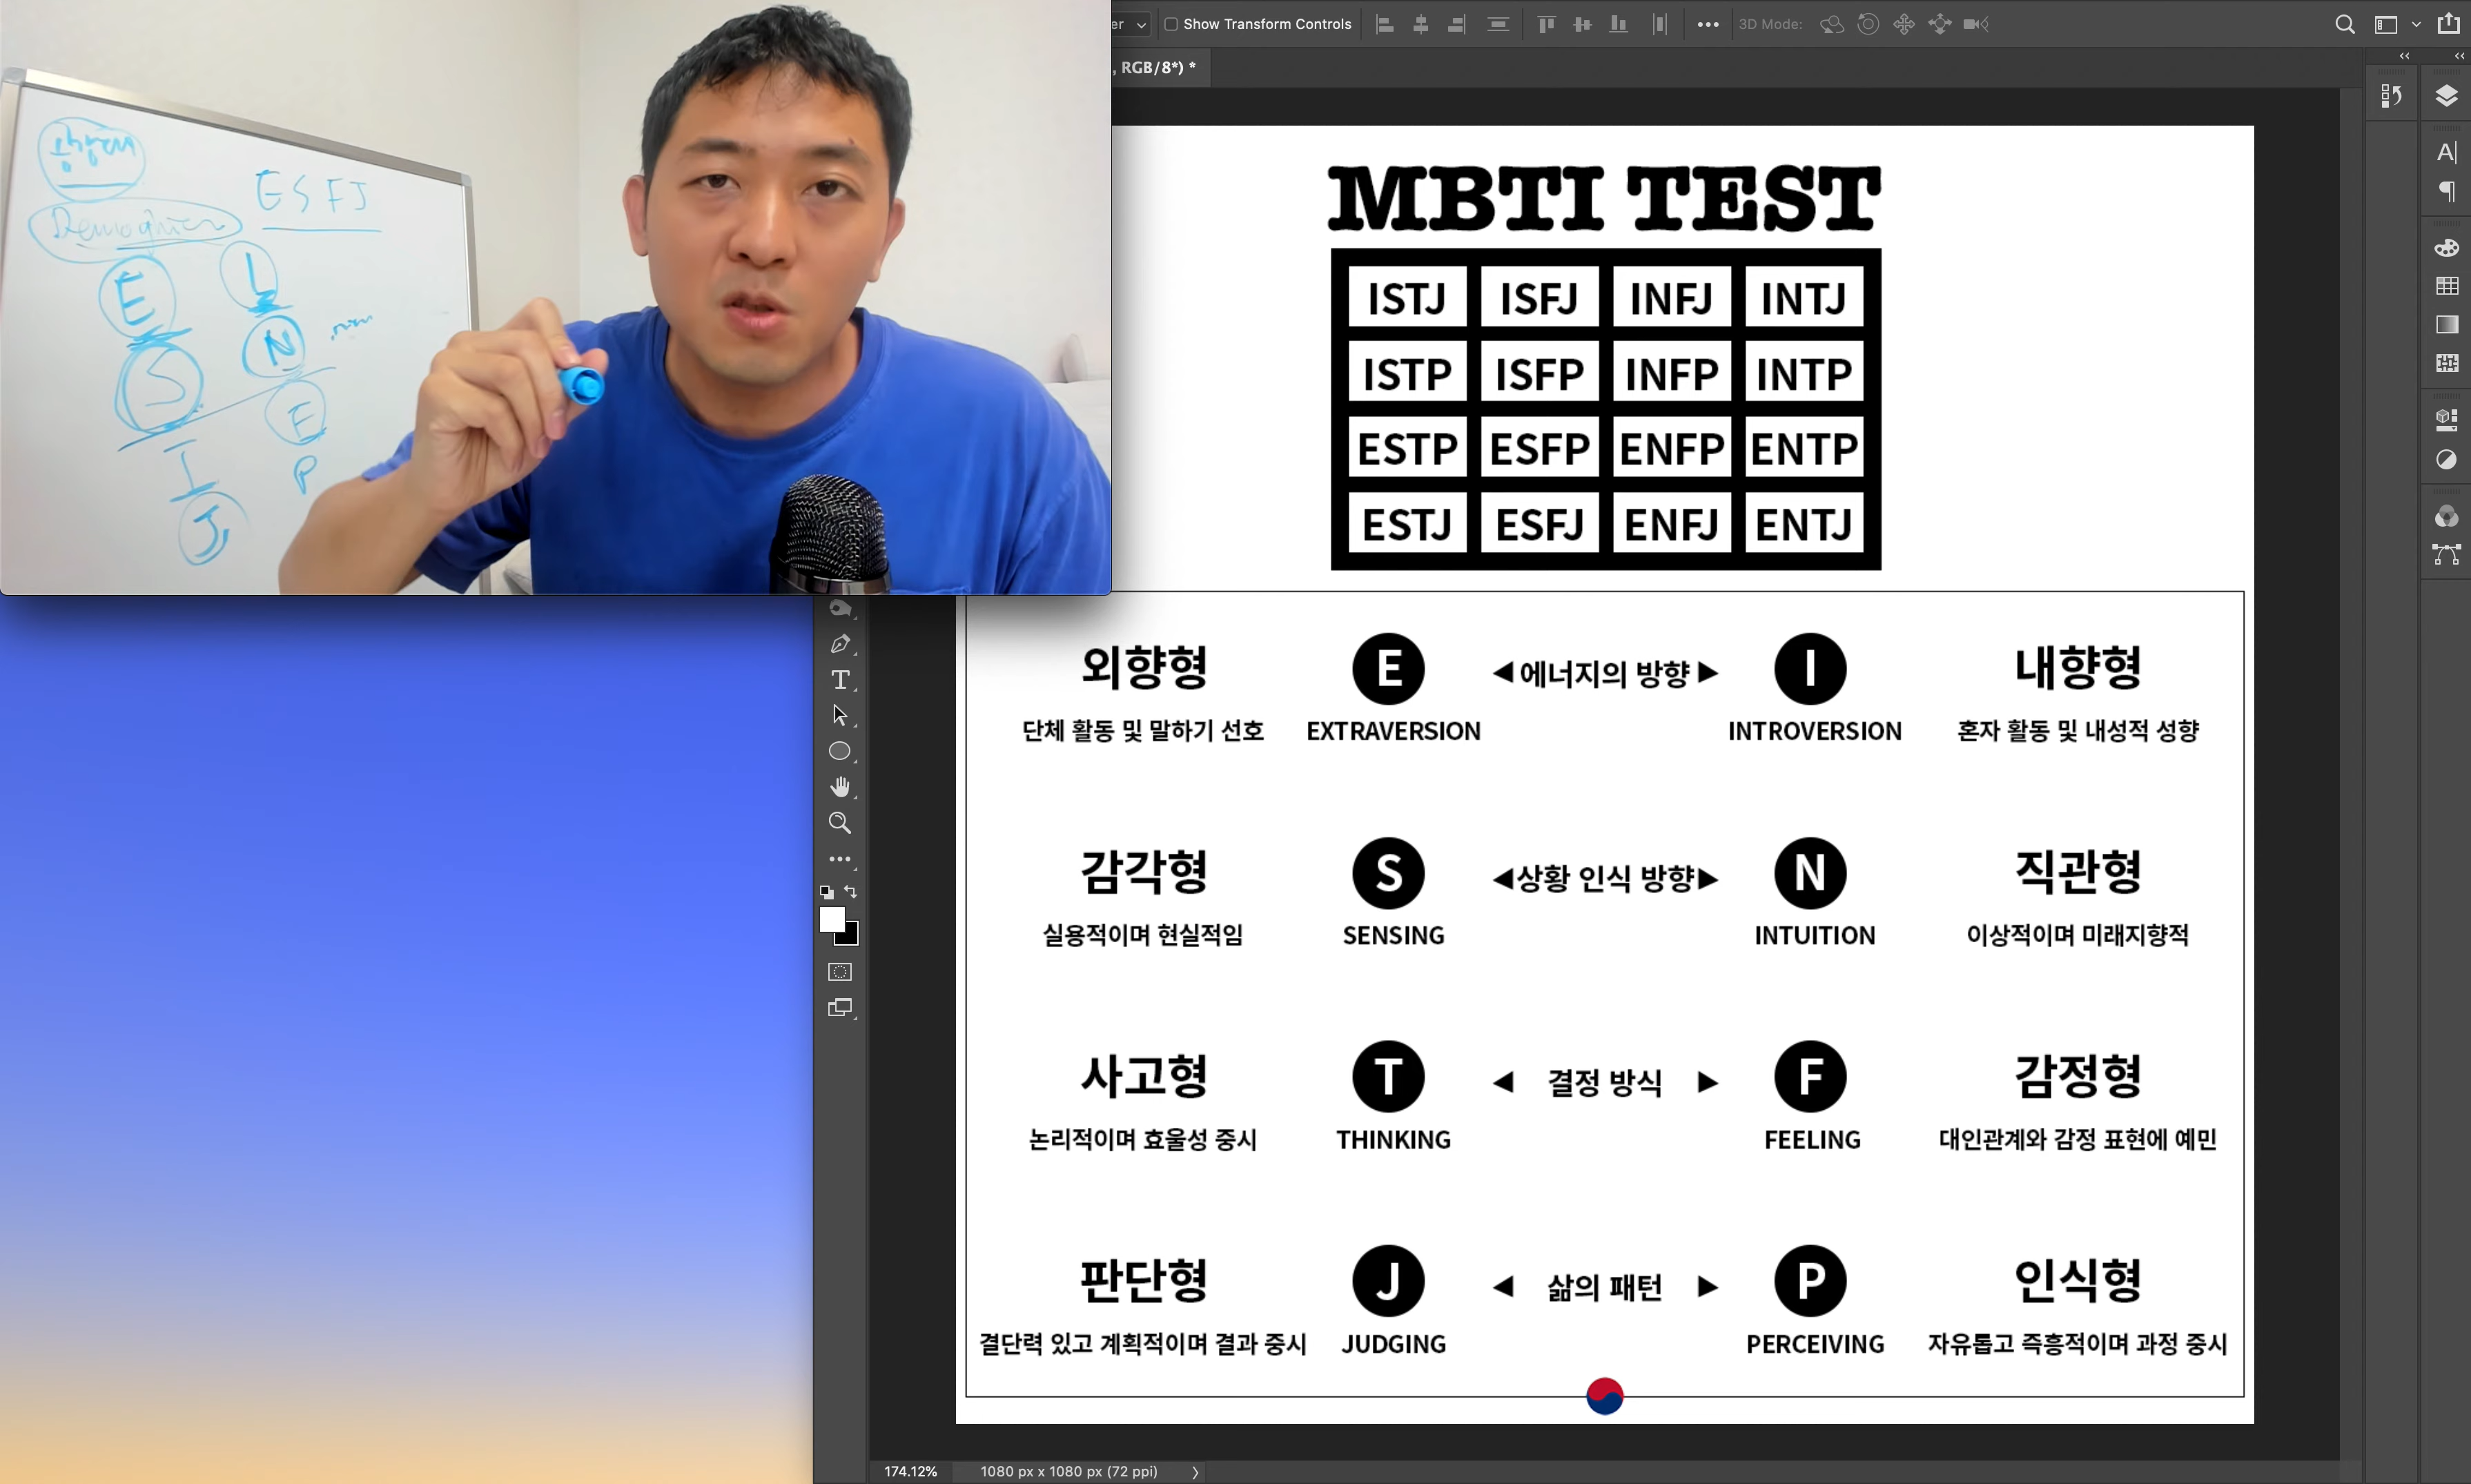 ESFJ
E
I
S
N
F
I
P
J
er
Show Transform Controls
3D Mode:
, RGB/8*) *
MBTI TEST
ISTJ ISFJ INFJ INTJ
ISTP ISFP INFP INTP
ESTP ESFP ENFP ENTP
ESTJ ESFJ ENFJ ENTJ
외향형 E ◀에너지의 방향▶ I 내향형
단체 활동 및 말하기 선호 EXTRAVERSION INTROVERSION 혼자 활동 및 내성적 성향
감각형 S ◀상황 인식 방향▶ N 직관형
실용적이며 현실적임 SENSING INTUITION 이상적이며 미래지향적
사고형 T ◀ 결정 방식 ▶ F 감정형
논리적이며 효율성 중시 THINKING FEELING 대인관계와 감정 표현에 예민
판단형 J ◀ 삶의 패턴 ▶ P 인식형
결단력 있고 계획적이며 결과 중시 JUDGING PERCEIVING 자유롭고 즉흥적이며 과정 중시
174.12% 1080 px x 1080 px (72 ppi)